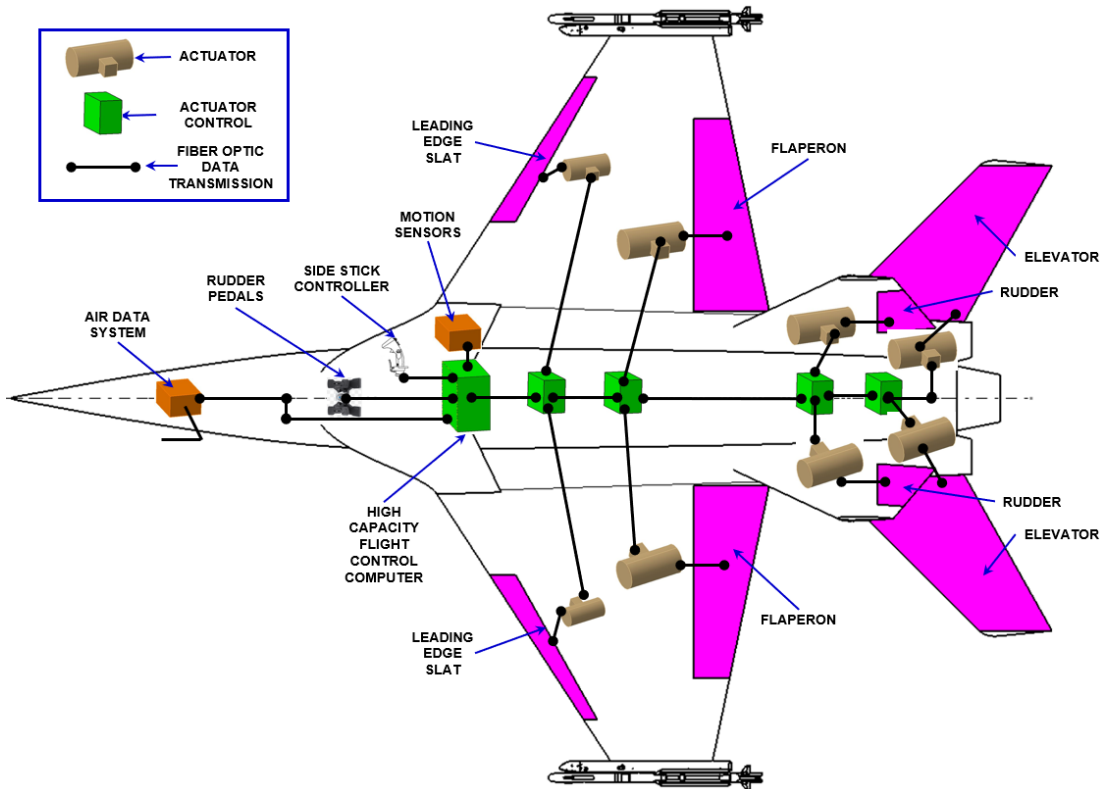 ACTUATOR
ACTUATOR
CONTROL
FIBER OPTIC
DATA
TRANSMISSION
LEADING
EDGE
SLAT
FLAPERON
MOTION
SENSORS
SIDE STICK
CONTROLLER
RUDDER
PEDALS
AIR DATA
SYSTEM
ELEVATOR
RUDDER
HIGH
CAPACITY
FLIGHT
CONTROL
COMPUTER
RUDDER
ELEVATOR
FLAPERON
LEADING
EDGE
SLAT